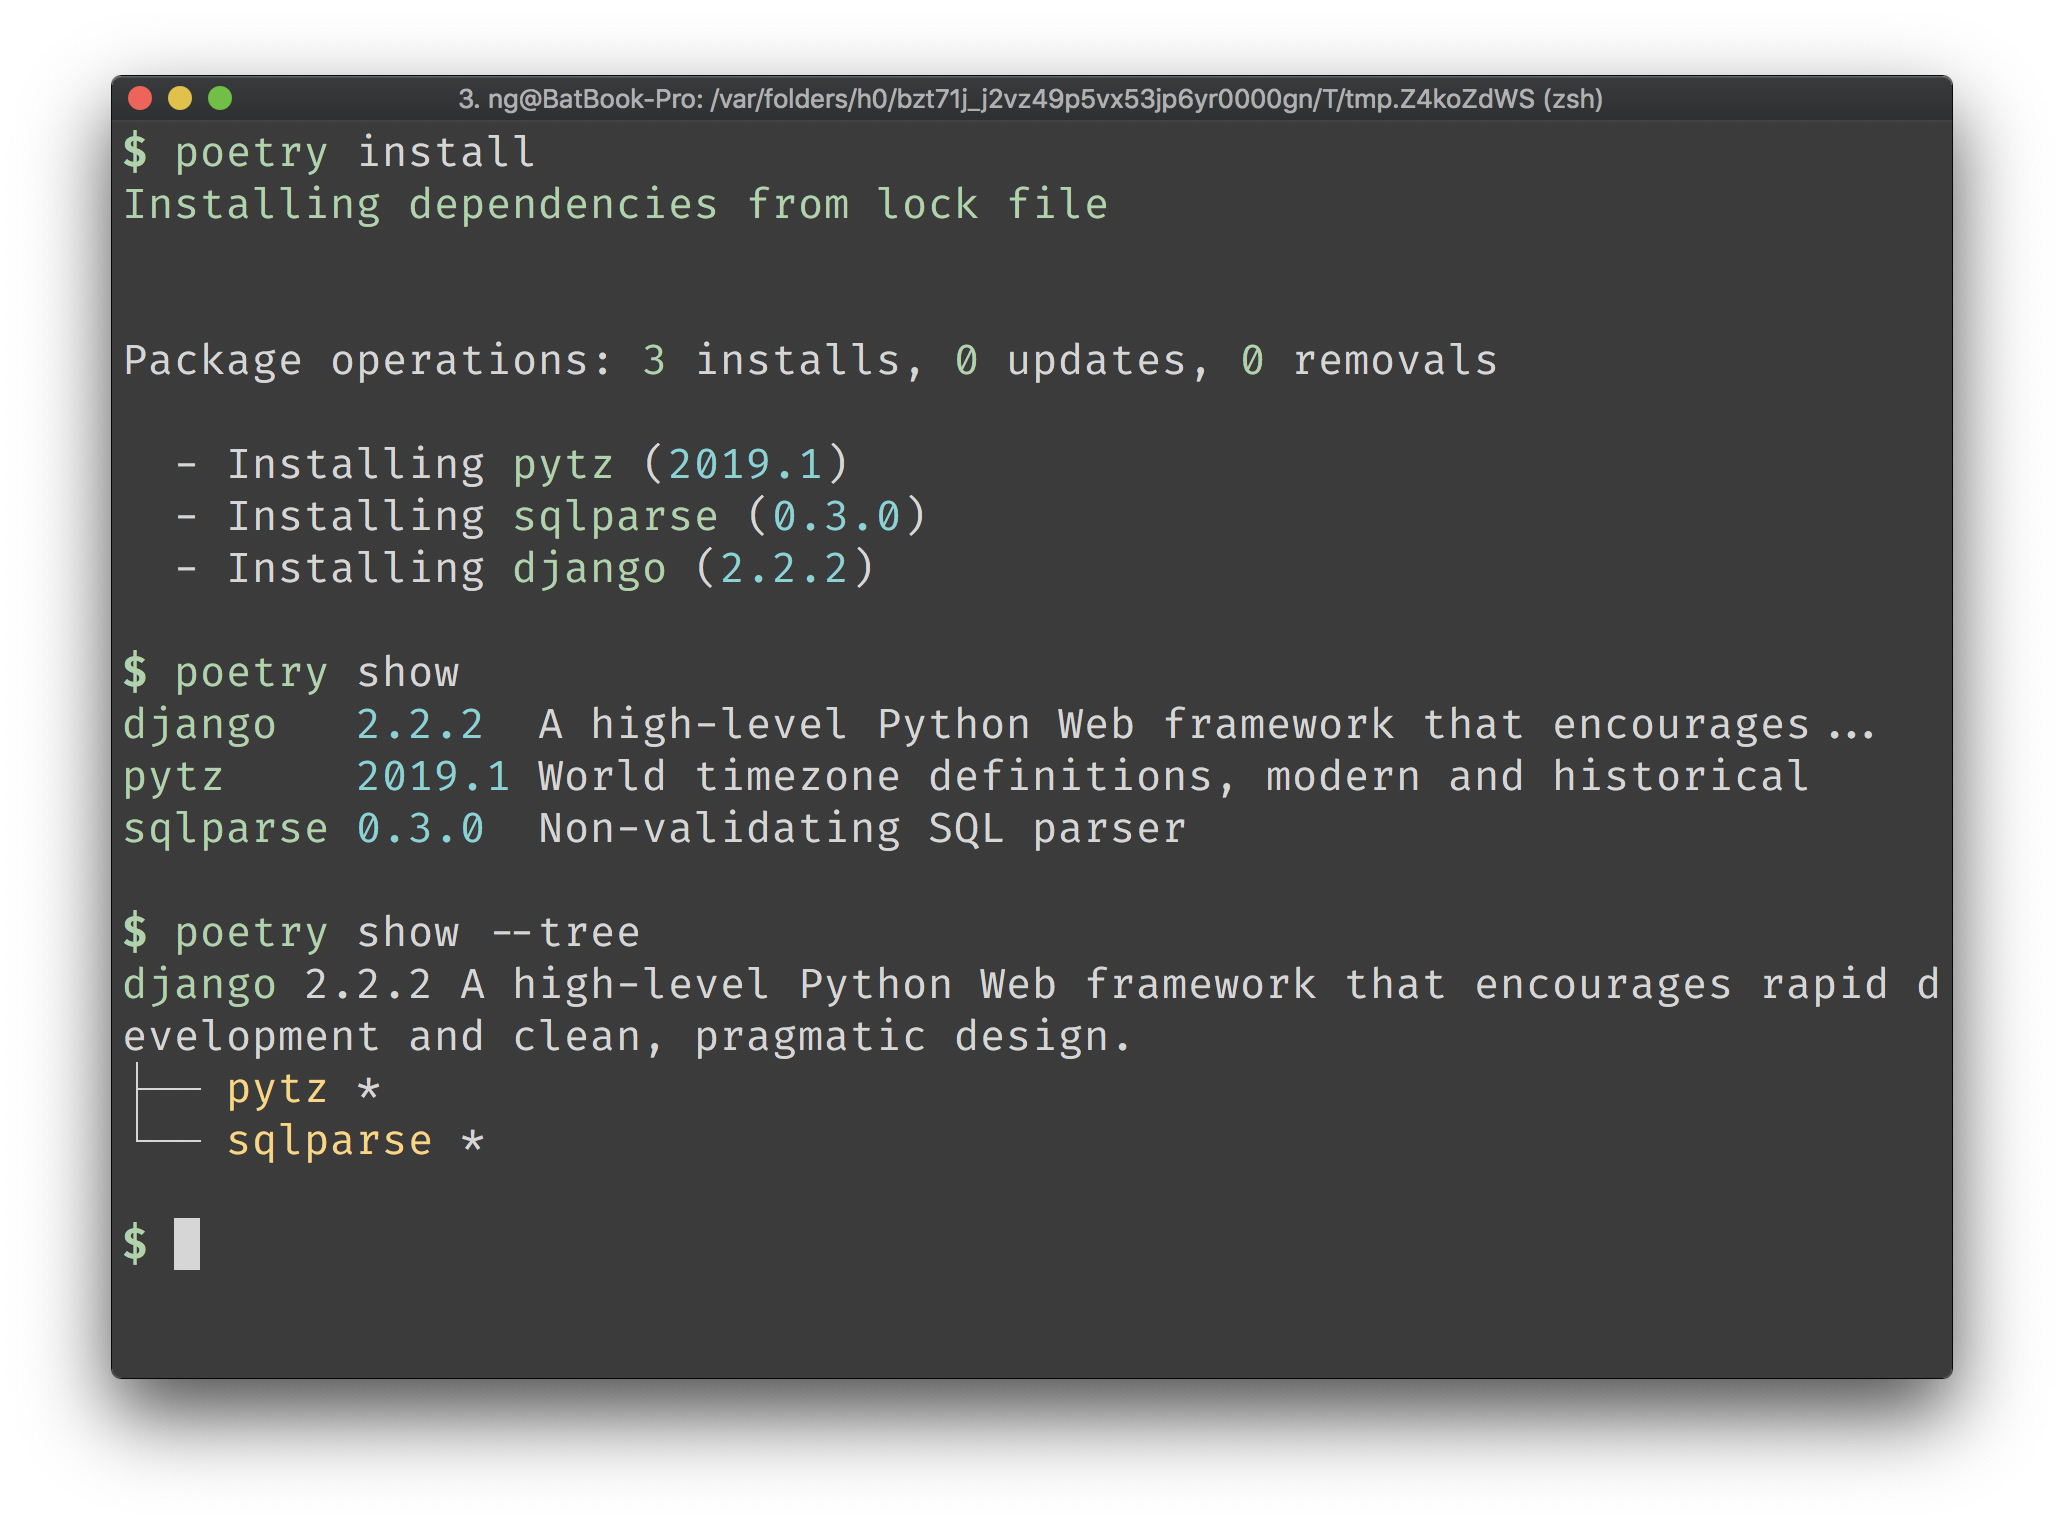 3. ng@BatBook-Pro: /var/folders/h0/bzt71j_j2vz49p5vx53jp6yr0000gn/T/tmp.Z4koZdWS (zsh)
$ poetry install
Installing dependencies from lock file
Package operations: 3 installs, 0 updates, 0 removals
  - Installing pytz (2019.1)
  - Installing sqlparse (0.3.0)
  - Installing django (2.2.2)
$ poetry show
django   2.2.2  A high-level Python Web framework that encourages...
pytz     2019.1 World timezone definitions, modern and historical
sqlparse 0.3.0  Non-validating SQL parser
$ poetry show --tree
django 2.2.2 A high-level Python Web framework that encourages rapid d
evelopment and clean, pragmatic design.
├── pytz *
└── sqlparse *
$